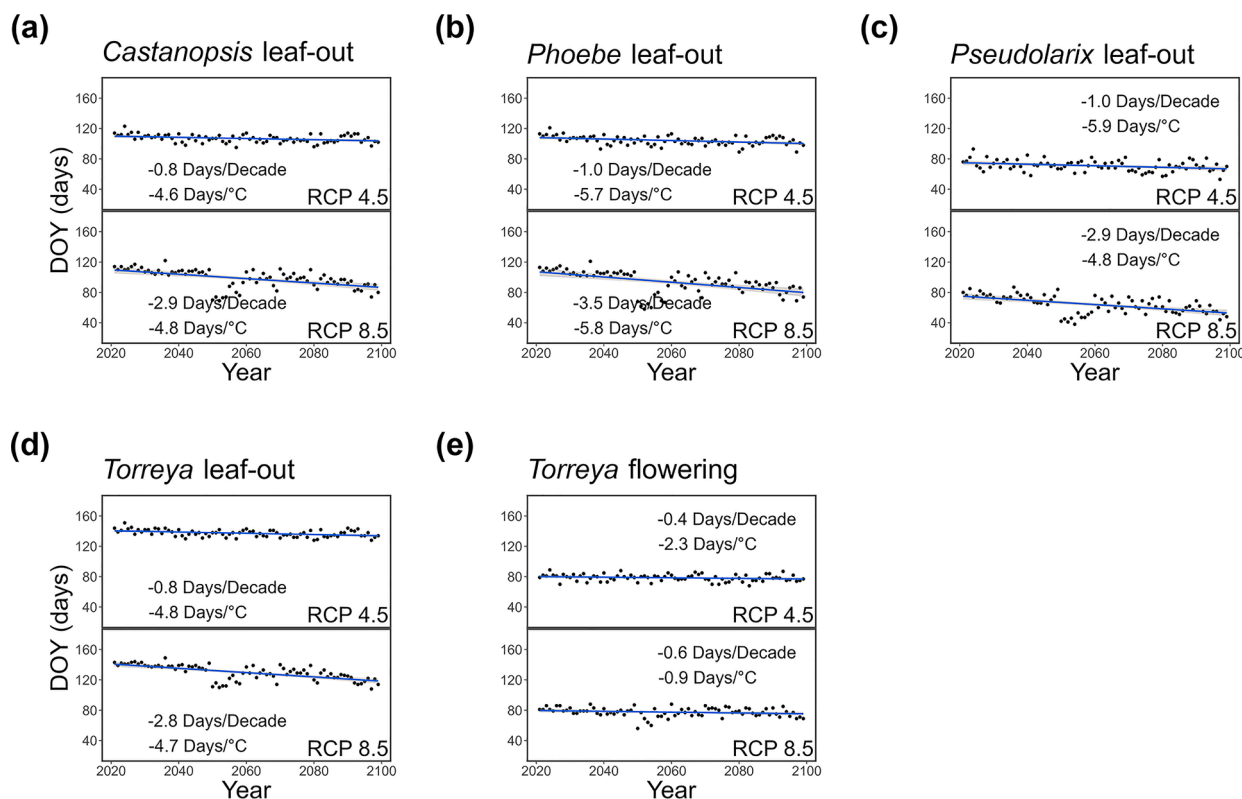 (a)
Castanopsis leaf-out
160
120
80
40
-0.8 Days/Decade
-4.6 Days/°C
RCP 4.5
DOY (days)
160
120
80
40
-2.9 Days/Decade
-4.8 Days/°C
RCP 8.5
2020 2040 2060 2080 2100
Year
(b)
Phoebe leaf-out
160
120
80
40
-1.0 Days/Decade
-5.7 Days/°C
RCP 4.5
160
120
80
40
-3.5 Days/Decade
-5.8 Days/°C
RCP 8.5
2020 2040 2060 2080 2100
Year
(c)
Pseudolarix leaf-out
160
120
80
40
-1.0 Days/Decade
-5.9 Days/°C
RCP 4.5
160
120
80
40
-2.9 Days/Decade
-4.8 Days/°C
RCP 8.5
2020 2040 2060 2080 2100
Year
(d)
Torreya leaf-out
160
120
80
40
-0.8 Days/Decade
-4.8 Days/°C
RCP 4.5
DOY (days)
160
120
80
40
-2.8 Days/Decade
-4.7 Days/°C
RCP 8.5
2020 2040 2060 2080 2100
Year
(e)
Torreya flowering
160
120
80
40
-0.4 Days/Decade
-2.3 Days/°C
RCP 4.5
160
120
80
40
-0.6 Days/Decade
-0.9 Days/°C
RCP 8.5
2020 2040 2060 2080 2100
Year